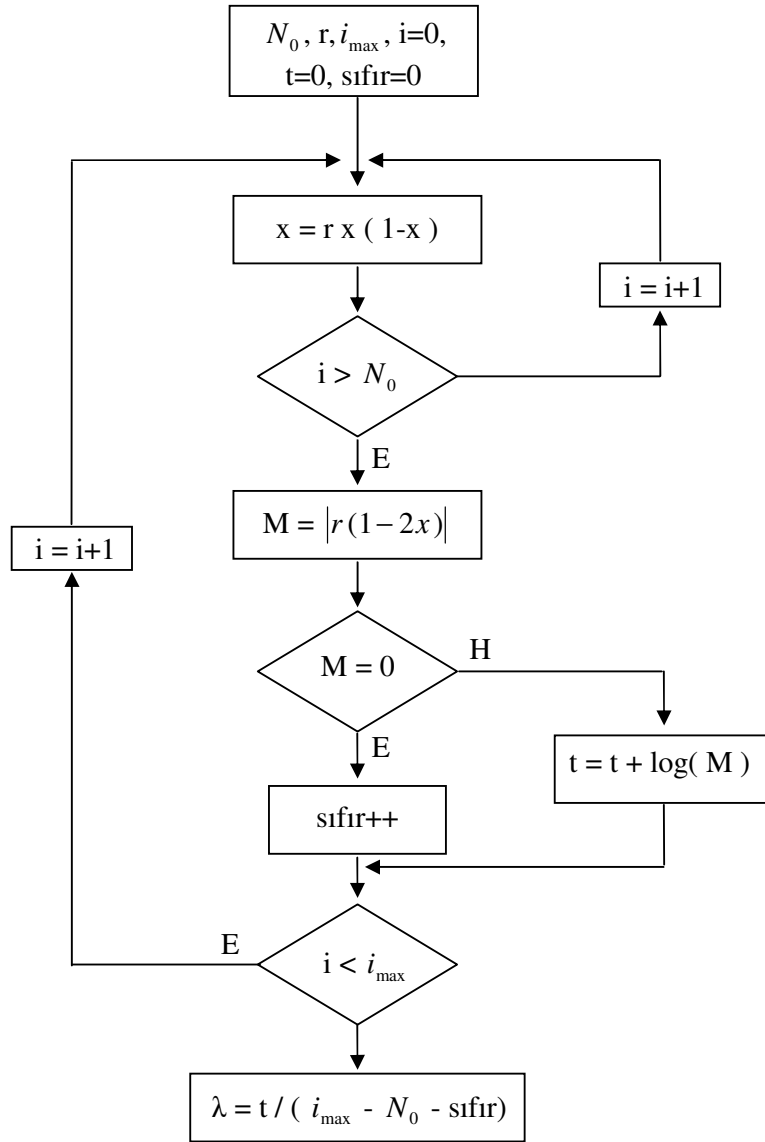 N₀ , r, i_max , i=0,
t=0, sıfır=0
x = r x ( 1-x )
i = i+1
i > N₀
E
M = |r(1−2x)|
i = i+1
M = 0
H
E
t = t + log( M )
sıfır++
E
i < i_max
λ = t / ( i_max - N₀ - sıfır)